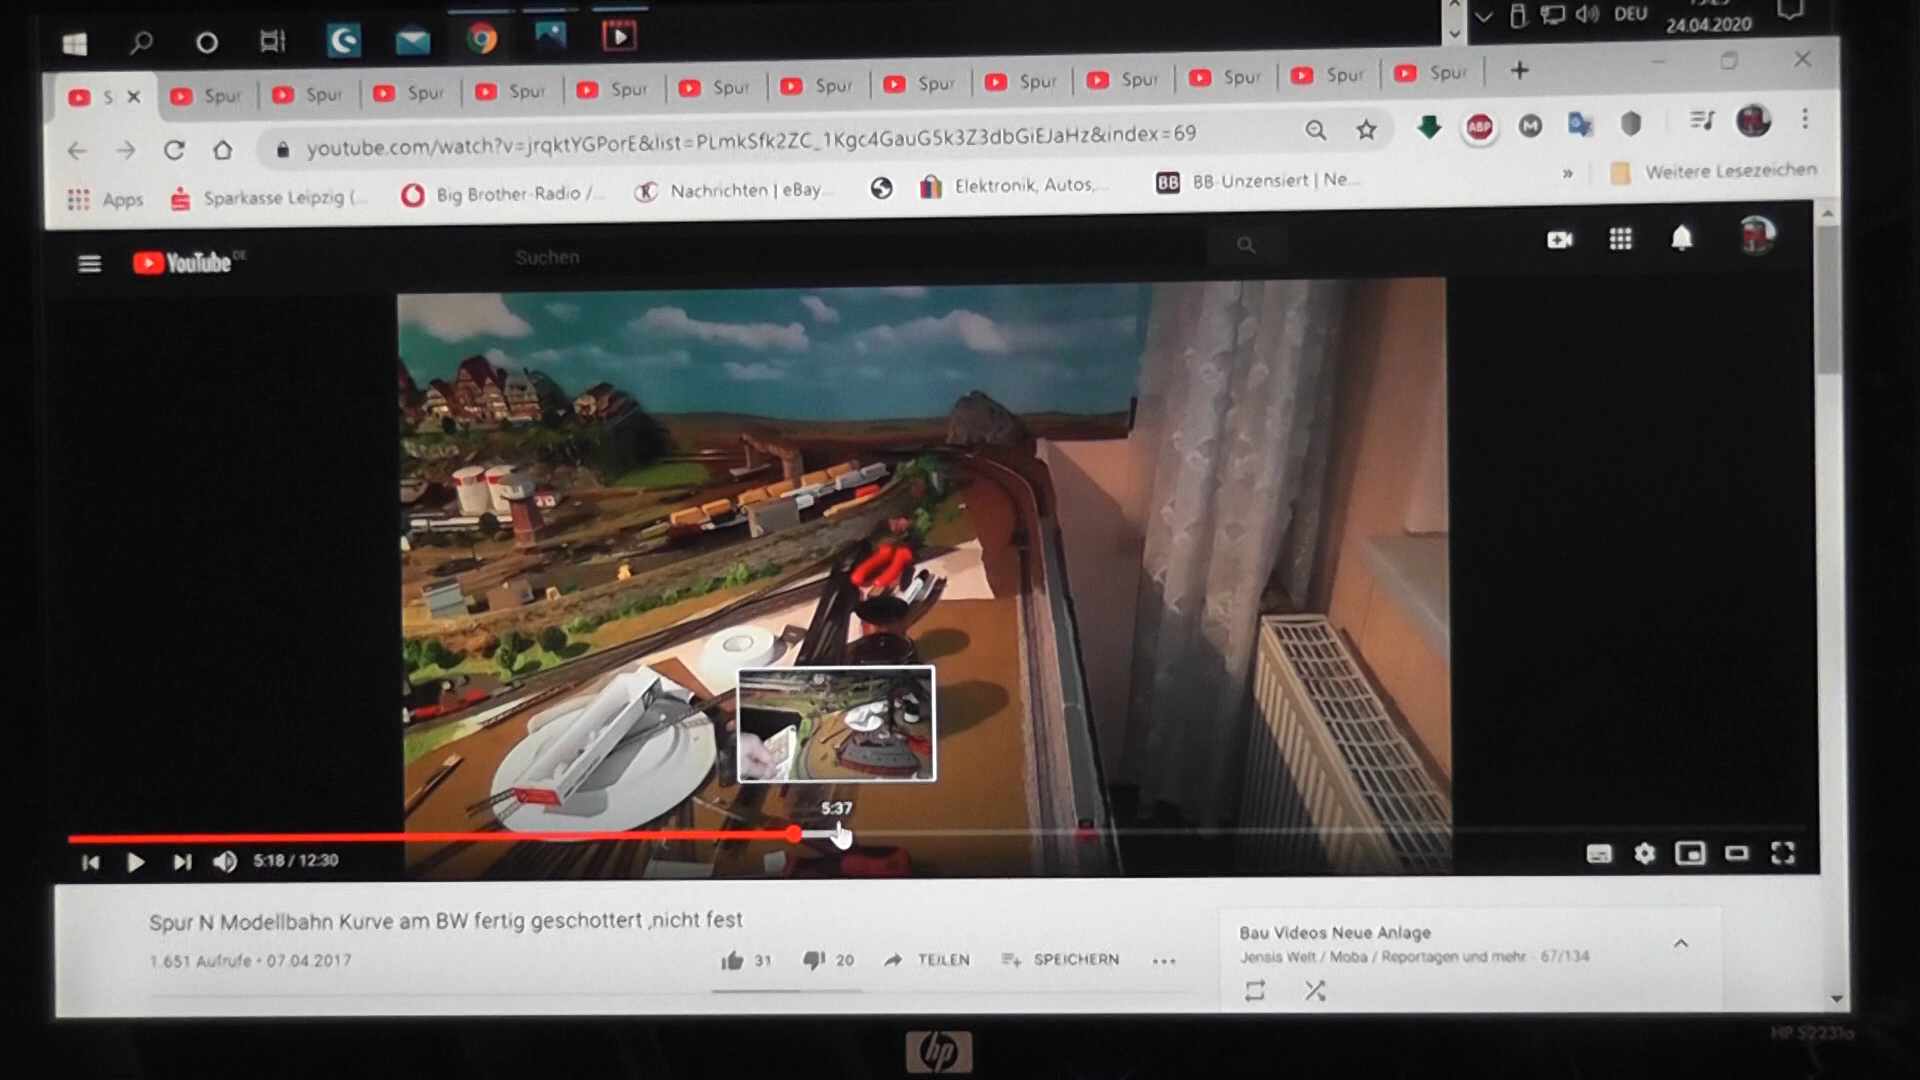 DEU
24.04.2020
S Spur Spur Spur Spur Spur Spur Spur Spur Spur Spur Spur Spur Spur
youtube.com/watch?v=jrqktYGPorE&list=PLmkSfk2ZC_1Kgc4GauG5k3Z3dbGiEJaHz&index=69
ABP
M
Apps Sparkasse Leipzig (... Big Brother-Radio /... K Nachrichten | eBay... Elektronik, Autos,... BB BB-Unzensiert | Ne... » Weitere Lesezeichen
YouTube DE
Suchen
5:37
5:18 / 12:30
Spur N Modellbahn Kurve am BW fertig geschottert ,nicht fest
1.651 Aufrufe • 07.04.2017
31 20 TEILEN SPEICHERN ...
Bau Videos Neue Anlage
Jensis Welt / Moba / Reportagen und mehr - 67/134
hp
HP S2231a